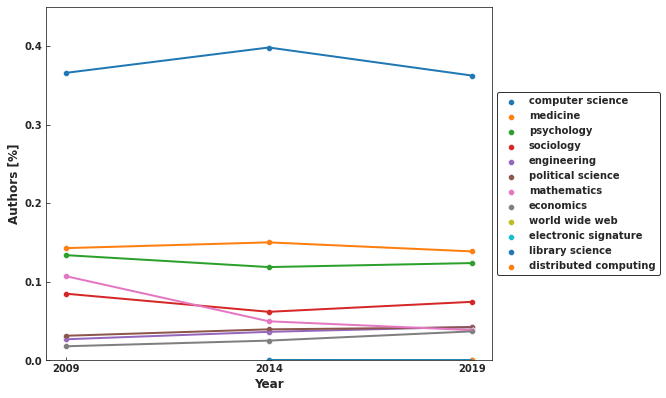 0.4
0.3
0.2
0.1
0.0
Authors [%]
2009 2014 2019
Year
computer science
medicine
psychology
sociology
engineering
political science
mathematics
economics
world wide web
electronic signature
library science
distributed computing